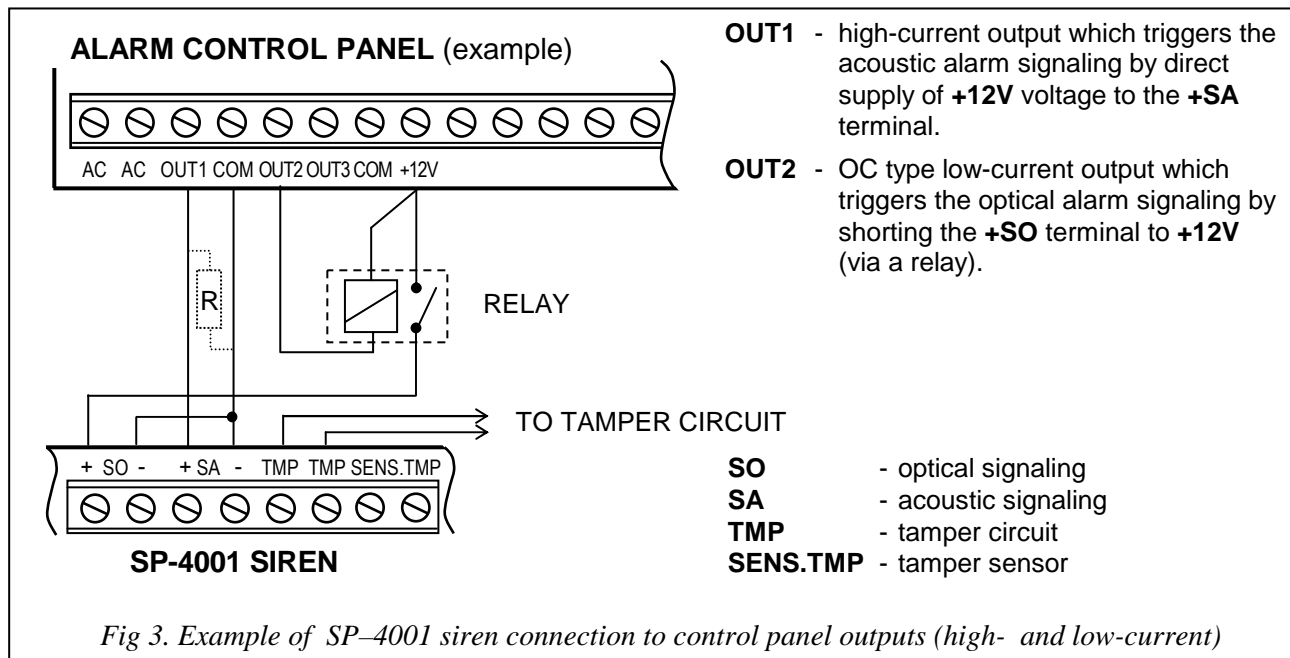 ALARM CONTROL PANEL (example)
AC AC OUT1 COM OUT2 OUT3 COM +12V
R
RELAY
TO TAMPER CIRCUIT
+ SO - + SA - TMP TMP SENS.TMP
SP-4001 SIREN
OUT1 - high-current output which triggers the
acoustic alarm signaling by direct
supply of +12V voltage to the +SA
terminal.
OUT2 - OC type low-current output which
triggers the optical alarm signaling by
shorting the +SO terminal to +12V
(via a relay).
SO - optical signaling
SA - acoustic signaling
TMP - tamper circuit
SENS.TMP - tamper sensor
Fig 3. Example of SP–4001 siren connection to control panel outputs (high- and low-current)